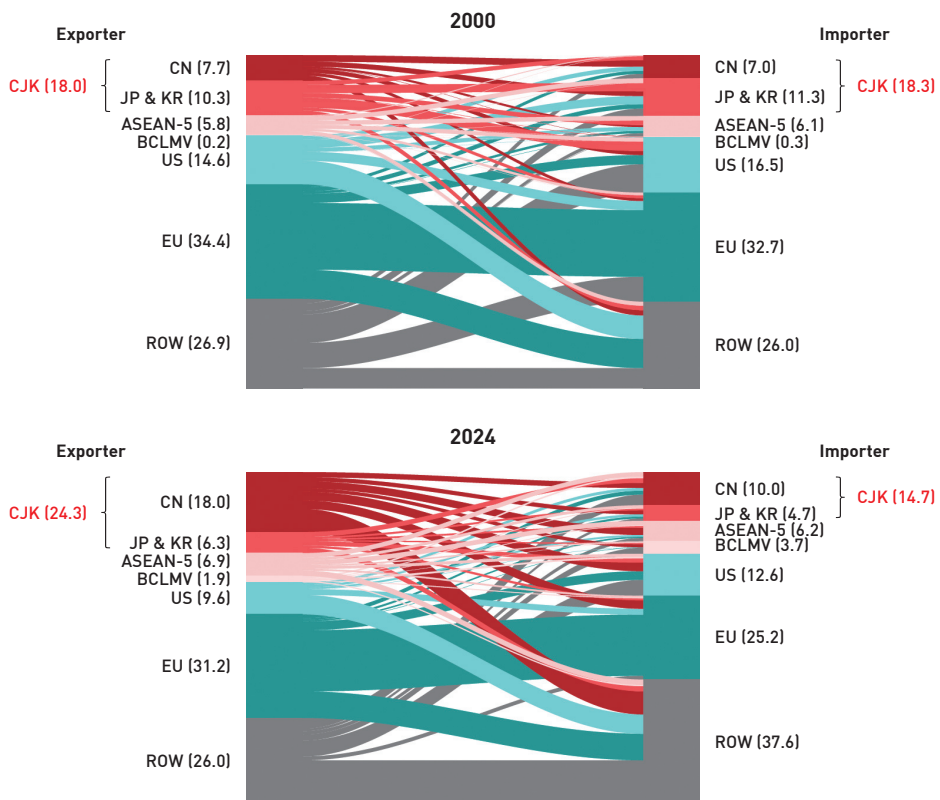 2000
Exporter
Importer
CJK (18.0)
CN (7.7)
JP & KR (10.3)
ASEAN-5 (5.8)
BCLMV (0.2)
US (14.6)
EU (34.4)
ROW (26.9)
CN (7.0)
CJK (18.3)
JP & KR (11.3)
ASEAN-5 (6.1)
BCLMV (0.3)
US (16.5)
EU (32.7)
ROW (26.0)
2024
Exporter
Importer
CJK (24.3)
CN (18.0)
JP & KR (6.3)
ASEAN-5 (6.9)
BCLMV (1.9)
US (9.6)
EU (31.2)
ROW (26.0)
CN (10.0)
CJK (14.7)
JP & KR (4.7)
ASEAN-5 (6.2)
BCLMV (3.7)
US (12.6)
EU (25.2)
ROW (37.6)